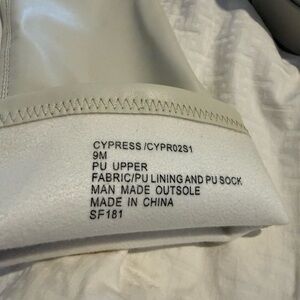 CYPRESS /CYPR02S1
9M
PU UPPER
FABRIC/PU LINING AND PU SOCK
MAN MADE OUTSOLE
MADE IN CHINA
SF181